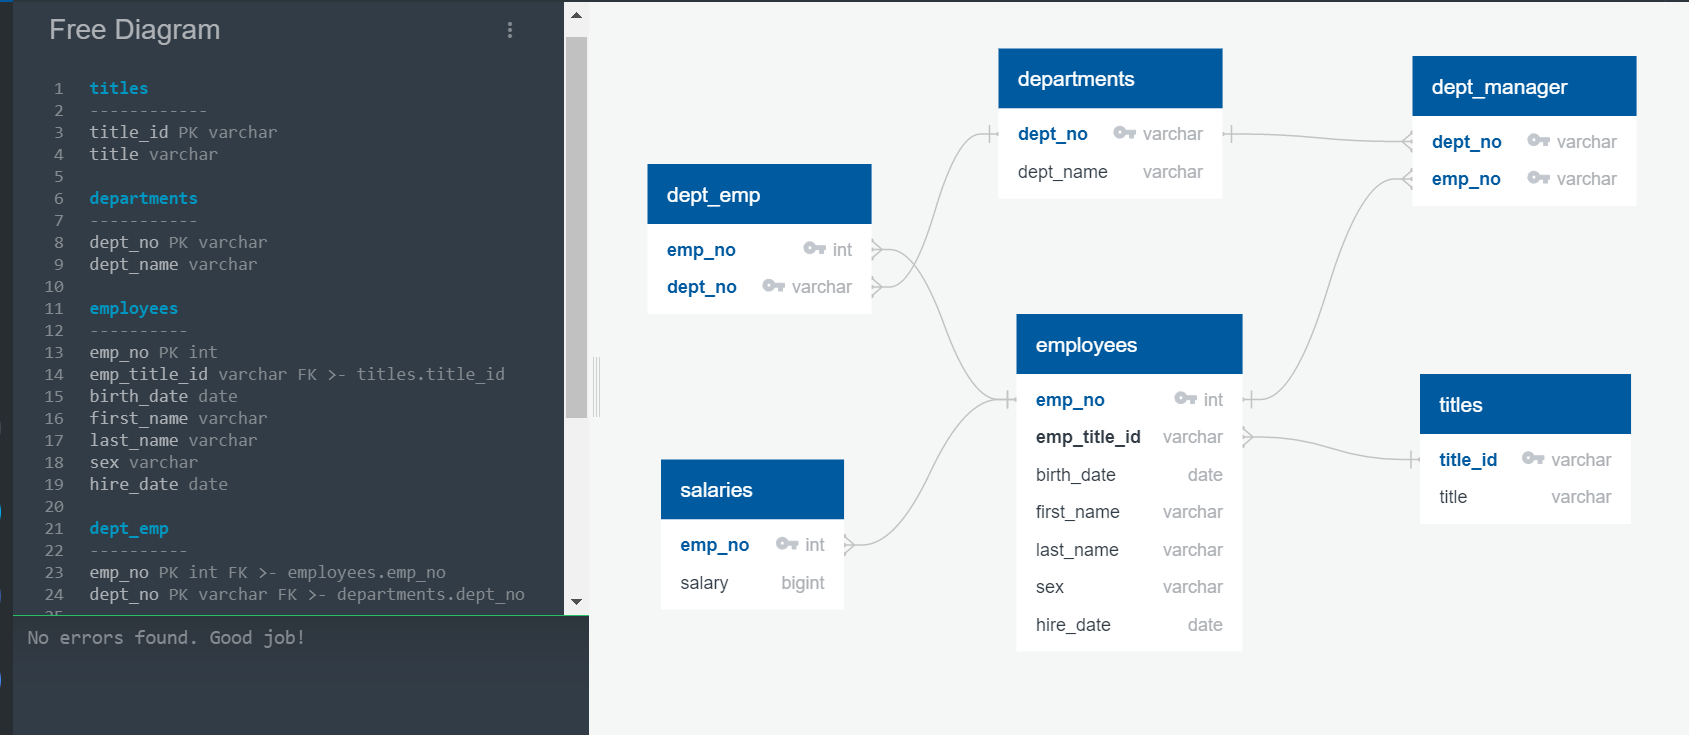 Free Diagram
1 titles
2 ------------
3 title_id PK varchar
4 title varchar
5
6 departments
7 -----------
8 dept_no PK varchar
9 dept_name varchar
10
11 employees
12 ----------
13 emp_no PK int
14 emp_title_id varchar FK >- titles.title_id
15 birth_date date
16 first_name varchar
17 last_name varchar
18 sex varchar
19 hire_date date
20
21 dept_emp
22 ----------
23 emp_no PK int FK >- employees.emp_no
24 dept_no PK varchar FK >- departments.dept_no
25
No errors found. Good job!
dept_emp
emp_no int
dept_no varchar
departments
dept_no varchar
dept_name varchar
dept_manager
dept_no varchar
emp_no varchar
salaries
emp_no int
salary bigint
employees
emp_no int
emp_title_id varchar
birth_date date
first_name varchar
last_name varchar
sex varchar
hire_date date
titles
title_id varchar
title varchar